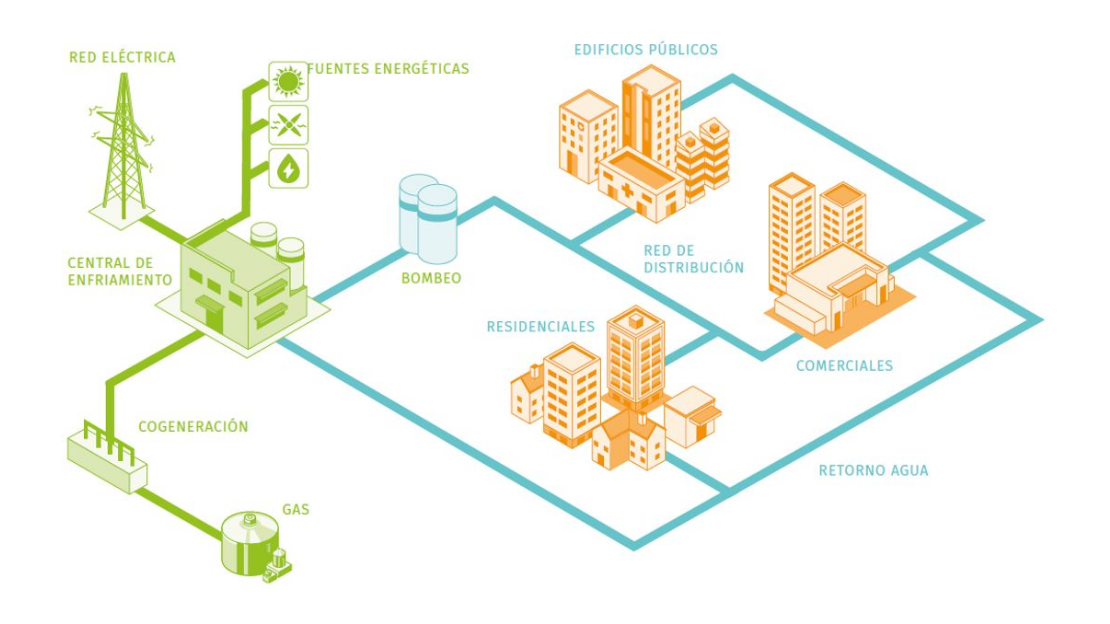 RED ELÉCTRICA
FUENTES ENERGÉTICAS
EDIFICIOS PÚBLICOS
CENTRAL DE
ENFRIAMIENTO
BOMBEO
RED DE
DISTRIBUCIÓN
RESIDENCIALES
COMERCIALES
COGENERACIÓN
RETORNO AGUA
GAS